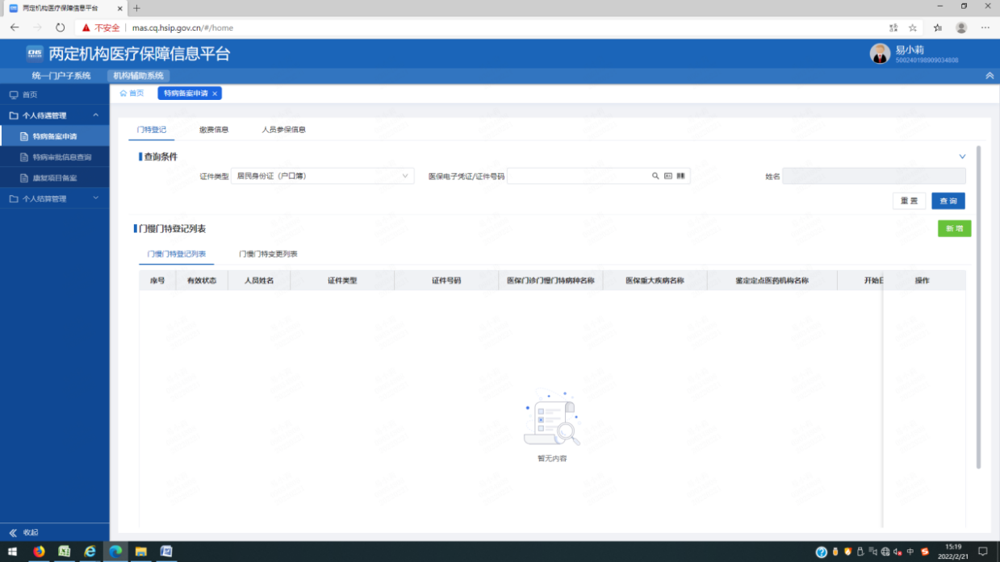 两定机构医疗保障信息平台
不安全 mas.cq.hsip.gov.cn/#/home
CHS 两定机构医疗保障信息平台
易小莉
500240198909034808
统一门户子系统 机构辅助系统
首页
首页 特病备案申请
个人待遇管理
特病备案申请
特病审批信息查询
康复项目备案
个人结算管理
门特登记 缴费信息 人员参保信息
查询条件
证件类型 居民身份证（户口簿） 医保电子凭证/证件号码 姓名
重置 查询
门慢门特登记列表 新增
门慢门特登记列表 门慢门特变更列表
序号 有效状态 人员姓名 证件类型 证件号码 医保门诊门慢门特病种名称 医保重大疾病名称 鉴定定点医药机构名称 开始日 操作
暂无内容
收起
中
15:19
2022/2/21